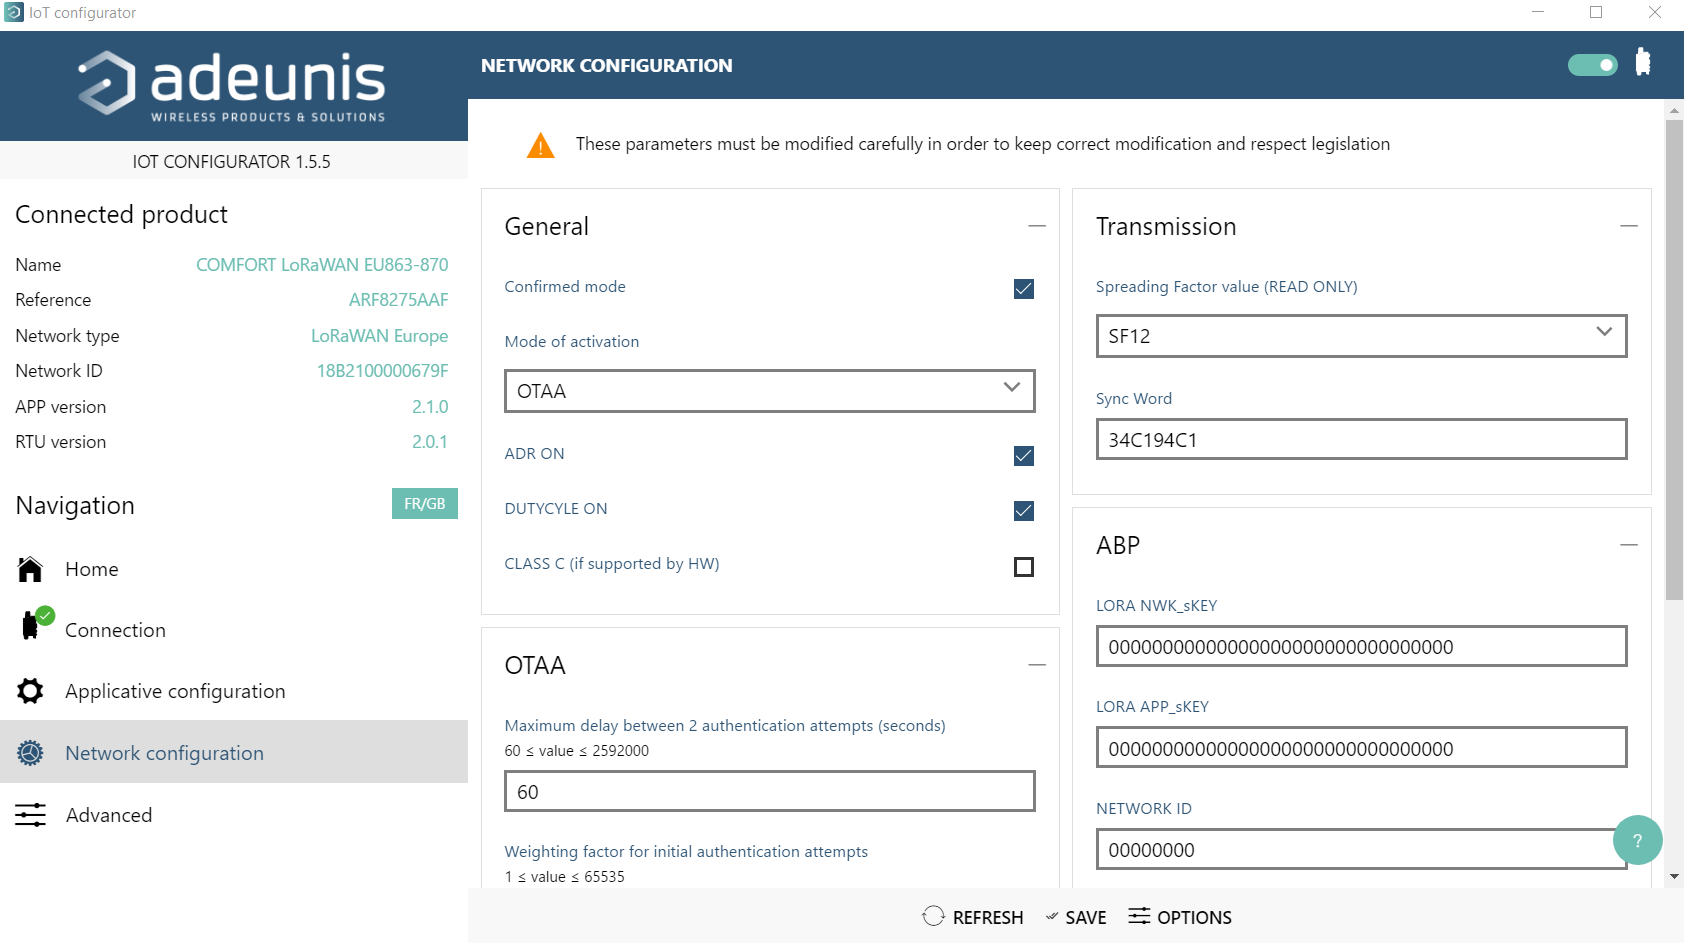 IoT configurator
adeunis
WIRELESS PRODUCTS & SOLUTIONS
IOT CONFIGURATOR 1.5.5
Connected product
Name COMFORT LoRaWAN EU863-870
Reference ARF8275AAF
Network type LoRaWAN Europe
Network ID 18B2100000679F
APP version 2.1.0
RTU version 2.0.1
Navigation FR/GB
Home
Connection
Applicative configuration
Network configuration
Advanced
NETWORK CONFIGURATION
These parameters must be modified carefully in order to keep correct modification and respect legislation
General
Confirmed mode
Mode of activation
OTAA
ADR ON
DUTYCYLE ON
CLASS C (if supported by HW)
OTAA
Maximum delay between 2 authentication attempts (seconds)
60 ≤ value ≤ 2592000
60
Weighting factor for initial authentication attempts
1 ≤ value ≤ 65535
Transmission
Spreading Factor value (READ ONLY)
SF12
Sync Word
34C194C1
ABP
LORA NWK_sKEY
00000000000000000000000000000000
LORA APP_sKEY
00000000000000000000000000000000
NETWORK ID
00000000
?
REFRESH SAVE OPTIONS